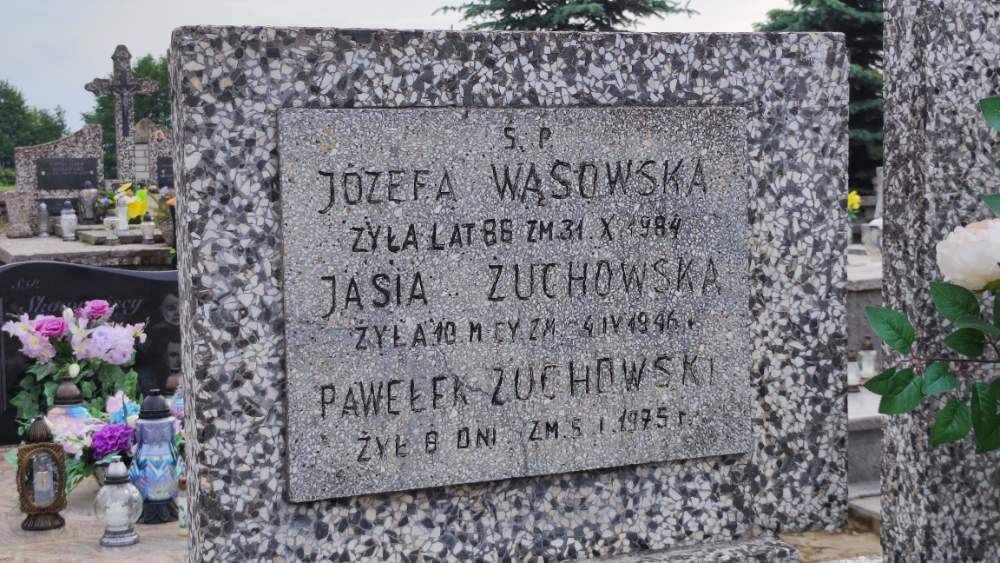 Ś. P.
JÓZEFA WĄSOWSKA
ŻYŁA LAT 86 ZM. 31. X. 1984
JASIA ŻUCHOWSKA
ŻYŁA 10 M-CY ZM. 4 IV 1946 r.
PAWEŁEK ŻUCHOWSKI
ŻYŁ 8 DNI ZM. 5 I. 1975 r.